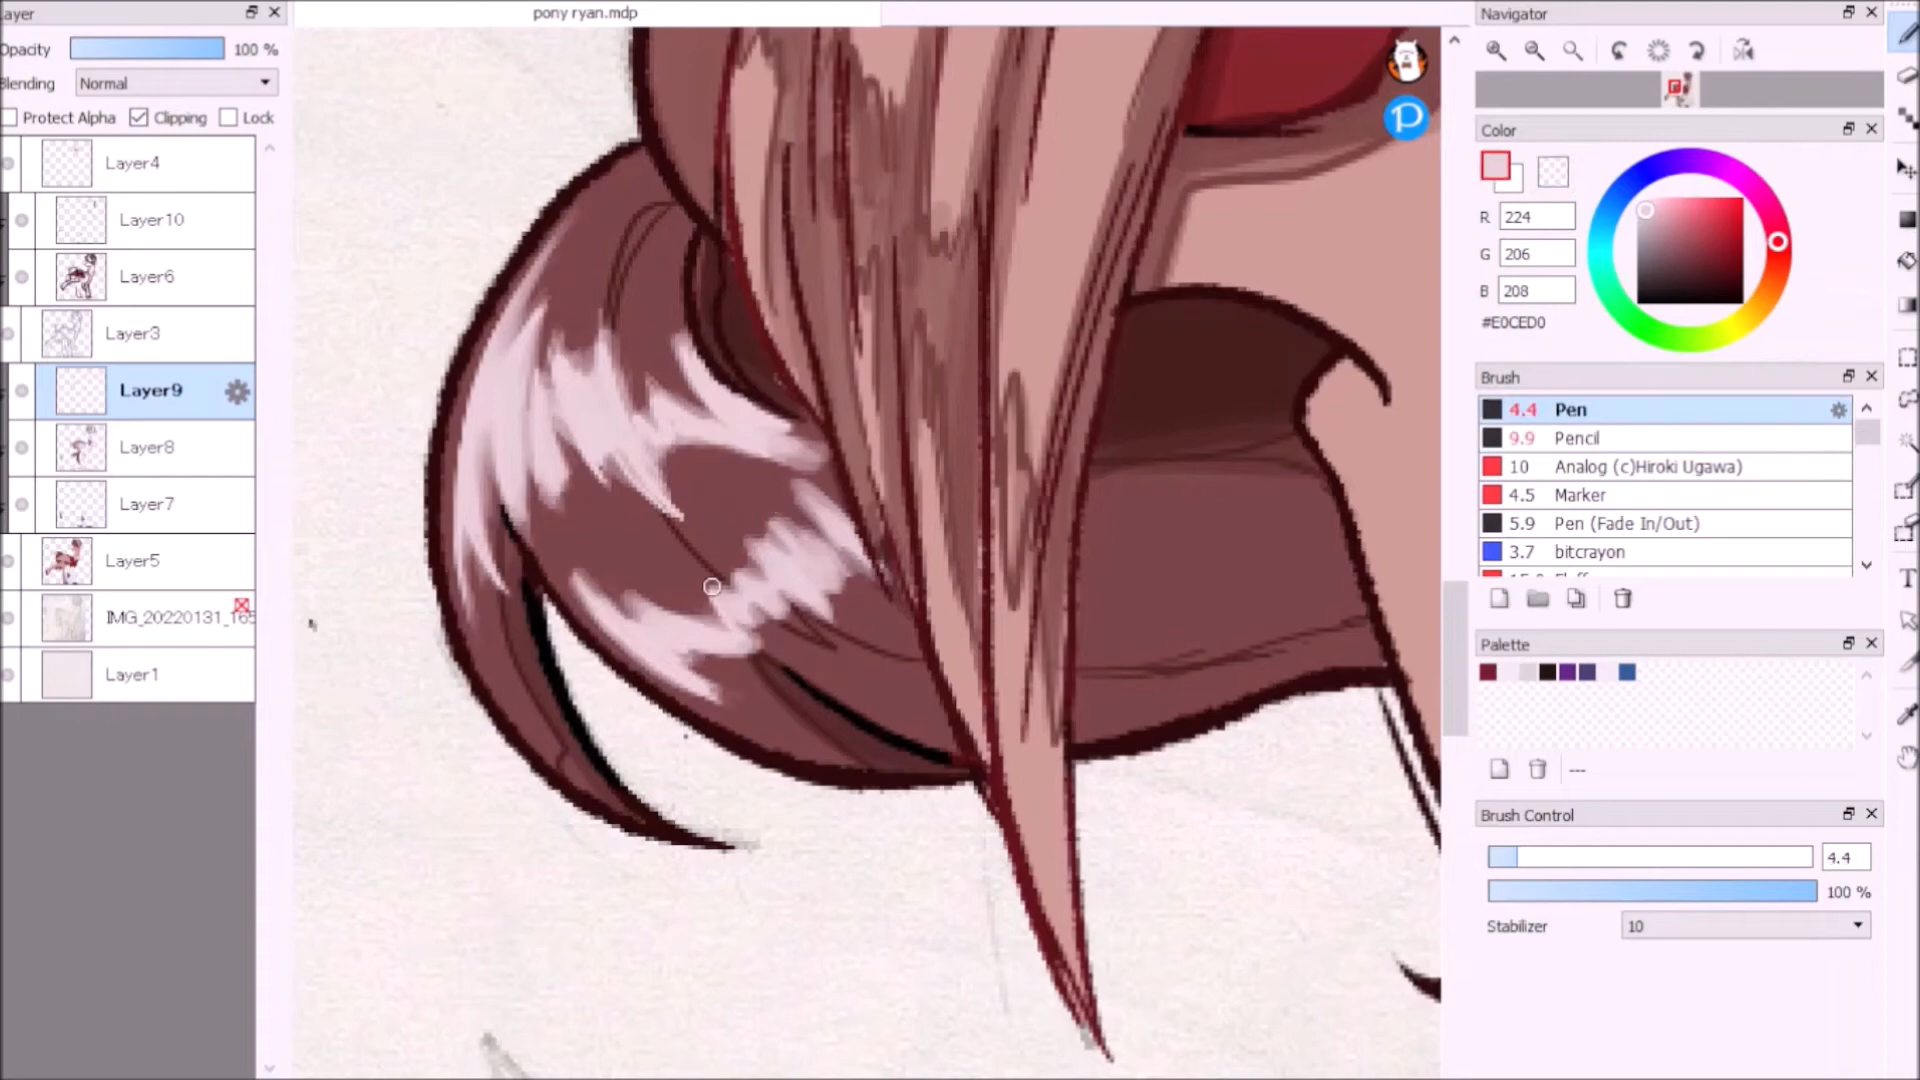 ayer
Opacity 100 %
Blending Normal
Protect Alpha Clipping Lock
Layer4
Layer10
Layer6
Layer3
Layer9
Layer8
Layer7
Layer5
IMG_20220131_165
Layer1
pony ryan.mdp
P
Navigator
Color
R 224
G 206
B 208
#E0CED0
Brush
4.4 Pen
9.9 Pencil
10 Analog (c)Hiroki Ugawa)
4.5 Marker
5.9 Pen (Fade In/Out)
3.7 bitcrayon
Palette
---
Brush Control
4.4
100 %
Stabilizer 10
T